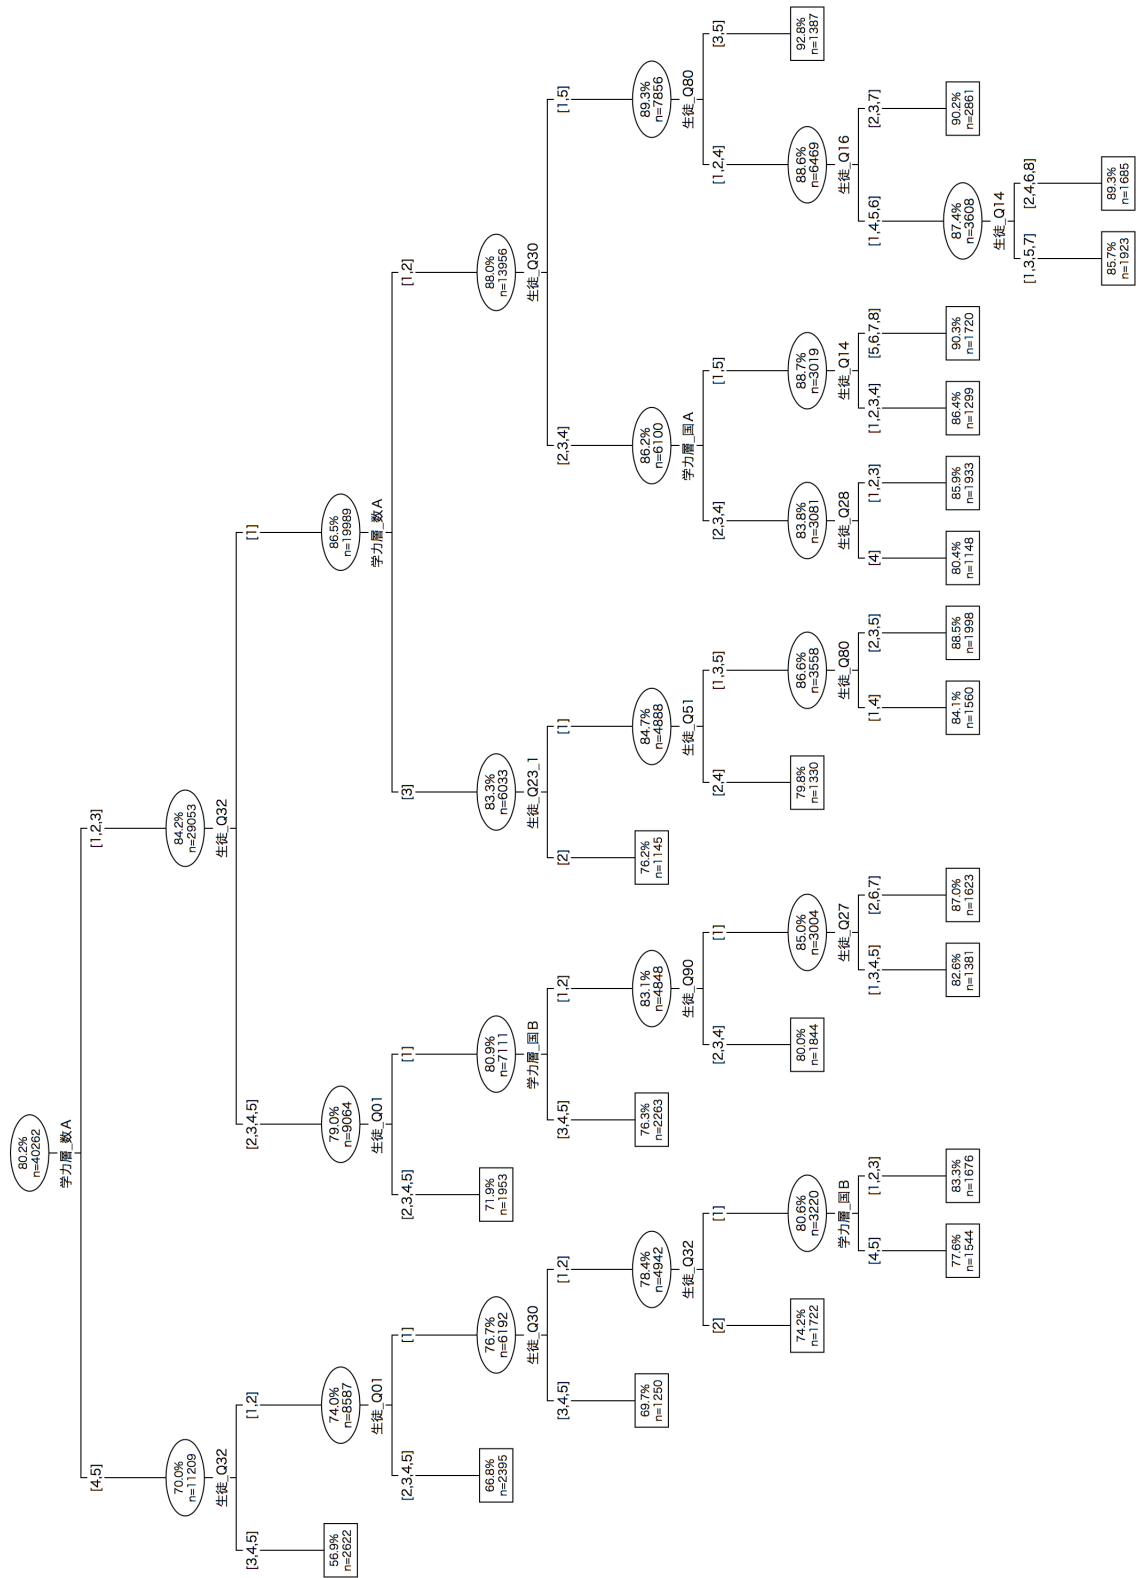 80.2%
n=40262
学力層_数A
[4,5]
[1,2,3]
70.0%
n=11209
84.2%
n=29053
生徒_Q32
生徒_Q32
[3,4,5]
[1,2]
[2,3,4,5]
[1]
56.9%
n=2622
74.0%
n=8587
79.0%
n=9064
86.5%
n=19989
生徒_Q01
生徒_Q01
学力層_数A
[2,3,4,5]
[1]
[2,3,4,5]
[1]
[3]
[1,2]
66.8%
n=2395
76.7%
n=6192
71.9%
n=1953
80.9%
n=7111
83.3%
n=6033
88.0%
n=13956
生徒_Q30
学力層_国B
生徒_Q23_1
生徒_Q30
[3,4,5]
[1,2]
[3,4,5]
[1,2]
[2]
[1]
[2,3,4]
[1,5]
69.7%
n=1250
78.4%
n=4942
76.3%
n=2263
83.1%
n=4848
76.2%
n=1145
84.7%
n=4888
86.2%
n=6100
89.3%
n=7856
生徒_Q32
生徒_Q90
生徒_Q51
学力層_国A
生徒_Q80
[2]
[1]
[2,3,4]
[1]
[2,4]
[1,3,5]
[2,3,4]
[1,5]
[1,2,4]
[3,5]
74.2%
n=1722
80.6%
n=3220
80.0%
n=1844
85.0%
n=3004
79.8%
n=1330
86.6%
n=3558
83.8%
n=3081
88.7%
n=3019
88.6%
n=6469
92.8%
n=1387
学力層_国B
生徒_Q27
生徒_Q80
生徒_Q28
生徒_Q14
生徒_Q16
[4,5]
[1,2,3]
[1,3,4,5]
[2,6,7]
[1,4]
[2,3,5]
[4]
[1,2,3]
[1,2,3,4]
[5,6,7,8]
[1,4,5,6]
[2,3,7]
77.6%
n=1544
83.3%
n=1676
82.6%
n=1381
87.0%
n=1623
84.1%
n=1560
88.5%
n=1998
80.4%
n=1148
85.9%
n=1933
86.4%
n=1299
90.3%
n=1720
87.4%
n=3608
90.2%
n=2861
生徒_Q14
[1,3,5,7]
[2,4,6,8]
85.7%
n=1923
89.3%
n=1685